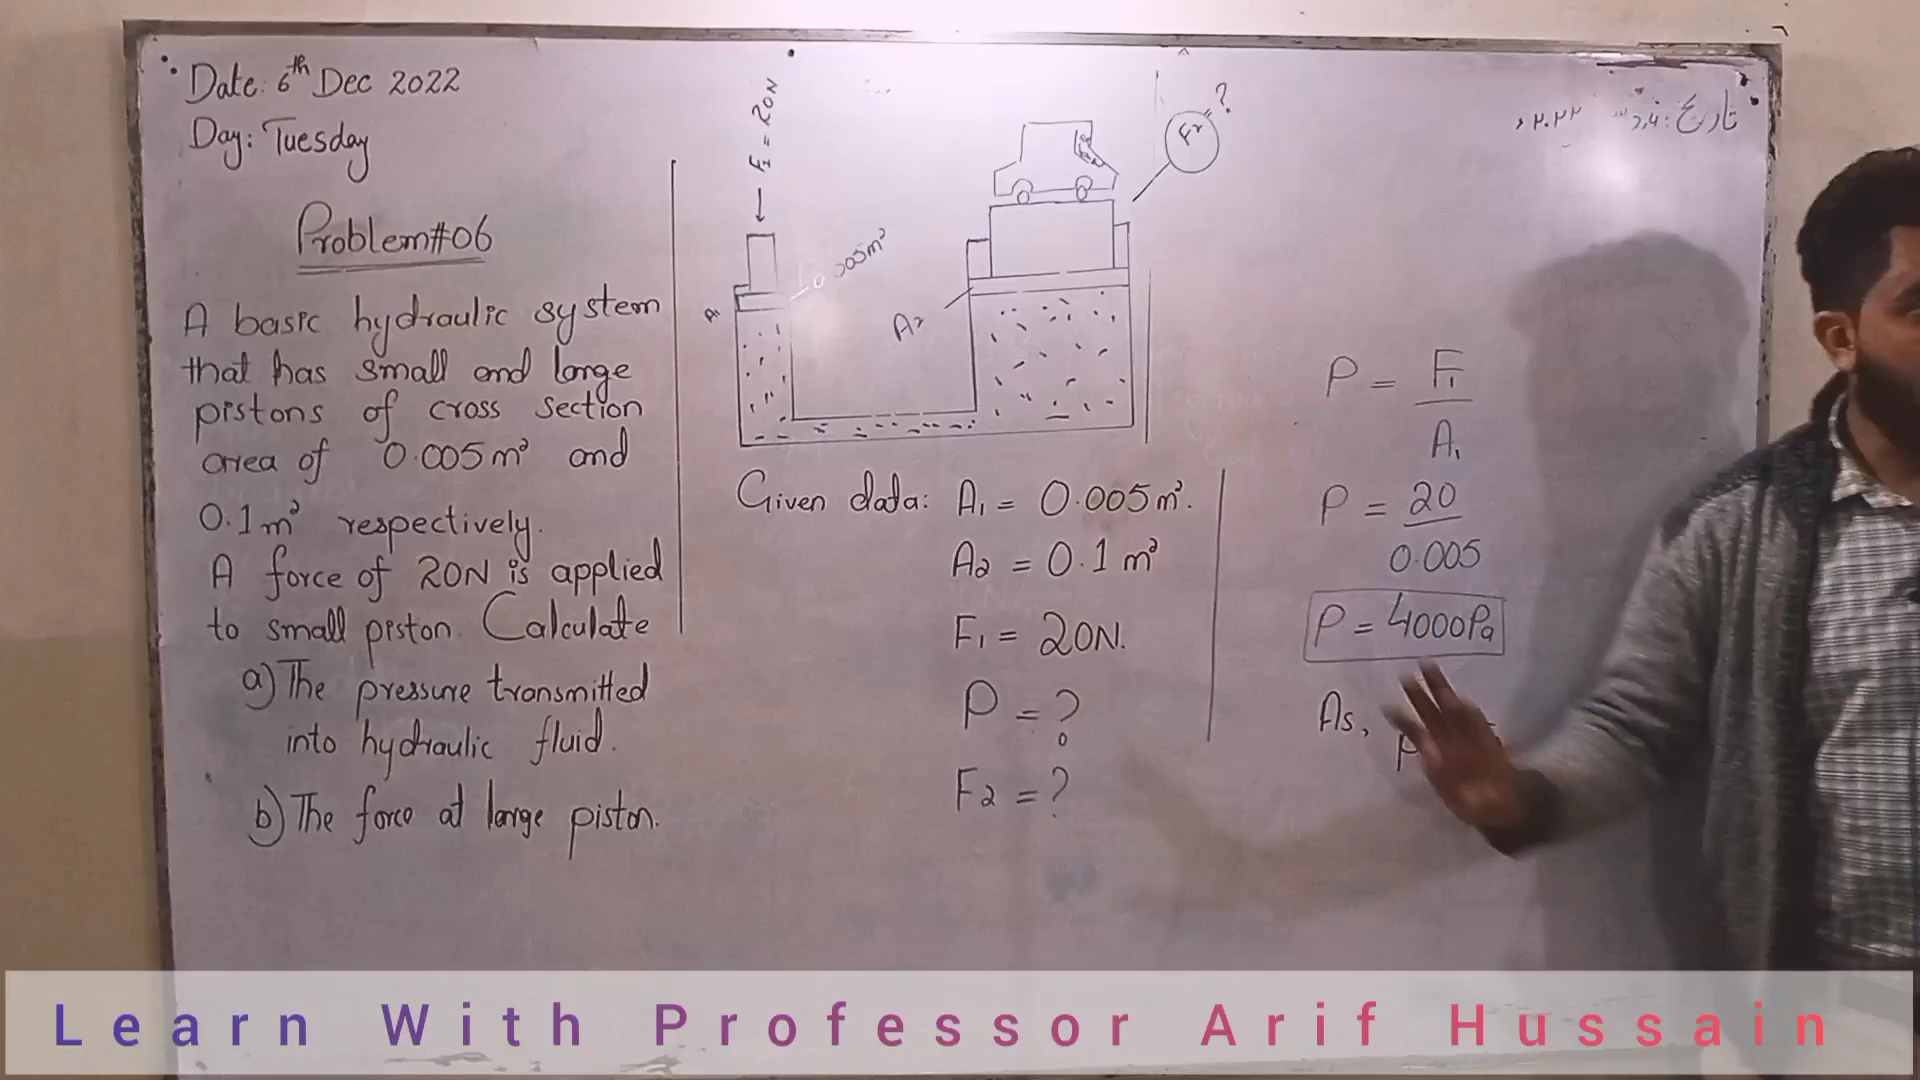 Date: 6th Dec 2022
Day: Tuesday
Problem#06
A basic hydraulic system
that has small and large
pistons of cross section
area of 0.005m² and
0.1m² respectively.
A force of 20N is applied
to small piston. Calculate
a) The pressure transmitted
into hydraulic fluid.
b) The force at large piston.
F1 = 20N
0.005m²
A1
A2
F2 = ?
Given data: A1 = 0.005m².
A2 = 0.1m²
F1 = 20N.
P = ?
F2 = ?
P = F1
A1
P = 20
0.005
P = 4000Pa
As,
تاریخ:
۲۰۲۲ء
Learn With Professor Arif Hussain